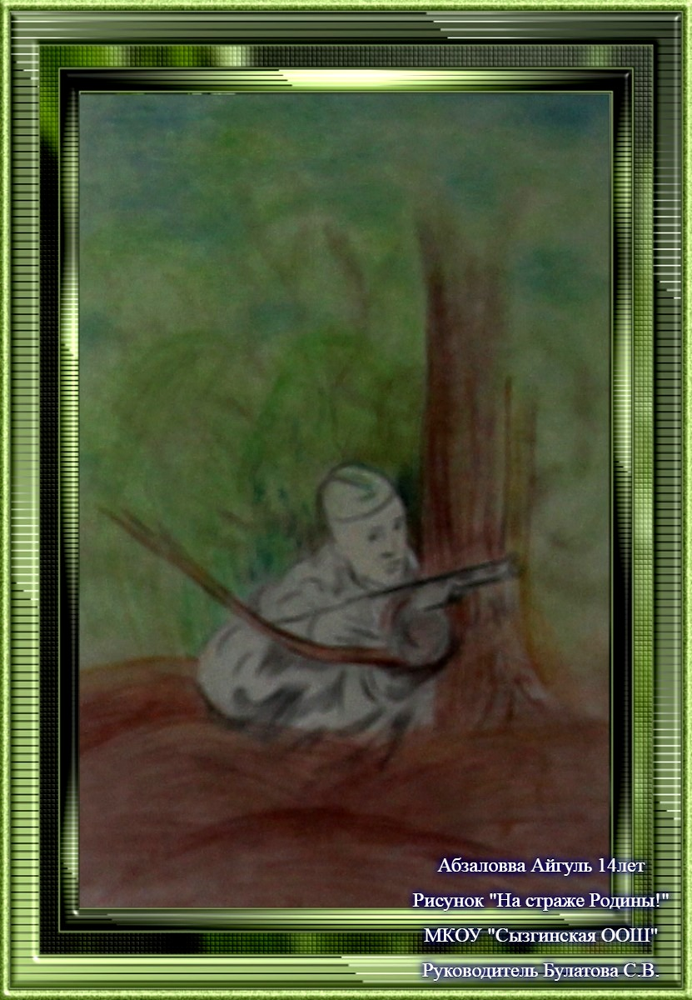 Абзаловва Айгуль 14лет
Рисунок "На страже Родины!"
МКОУ "Сызгинская ООШ"
Руководитель Булатова С.В.